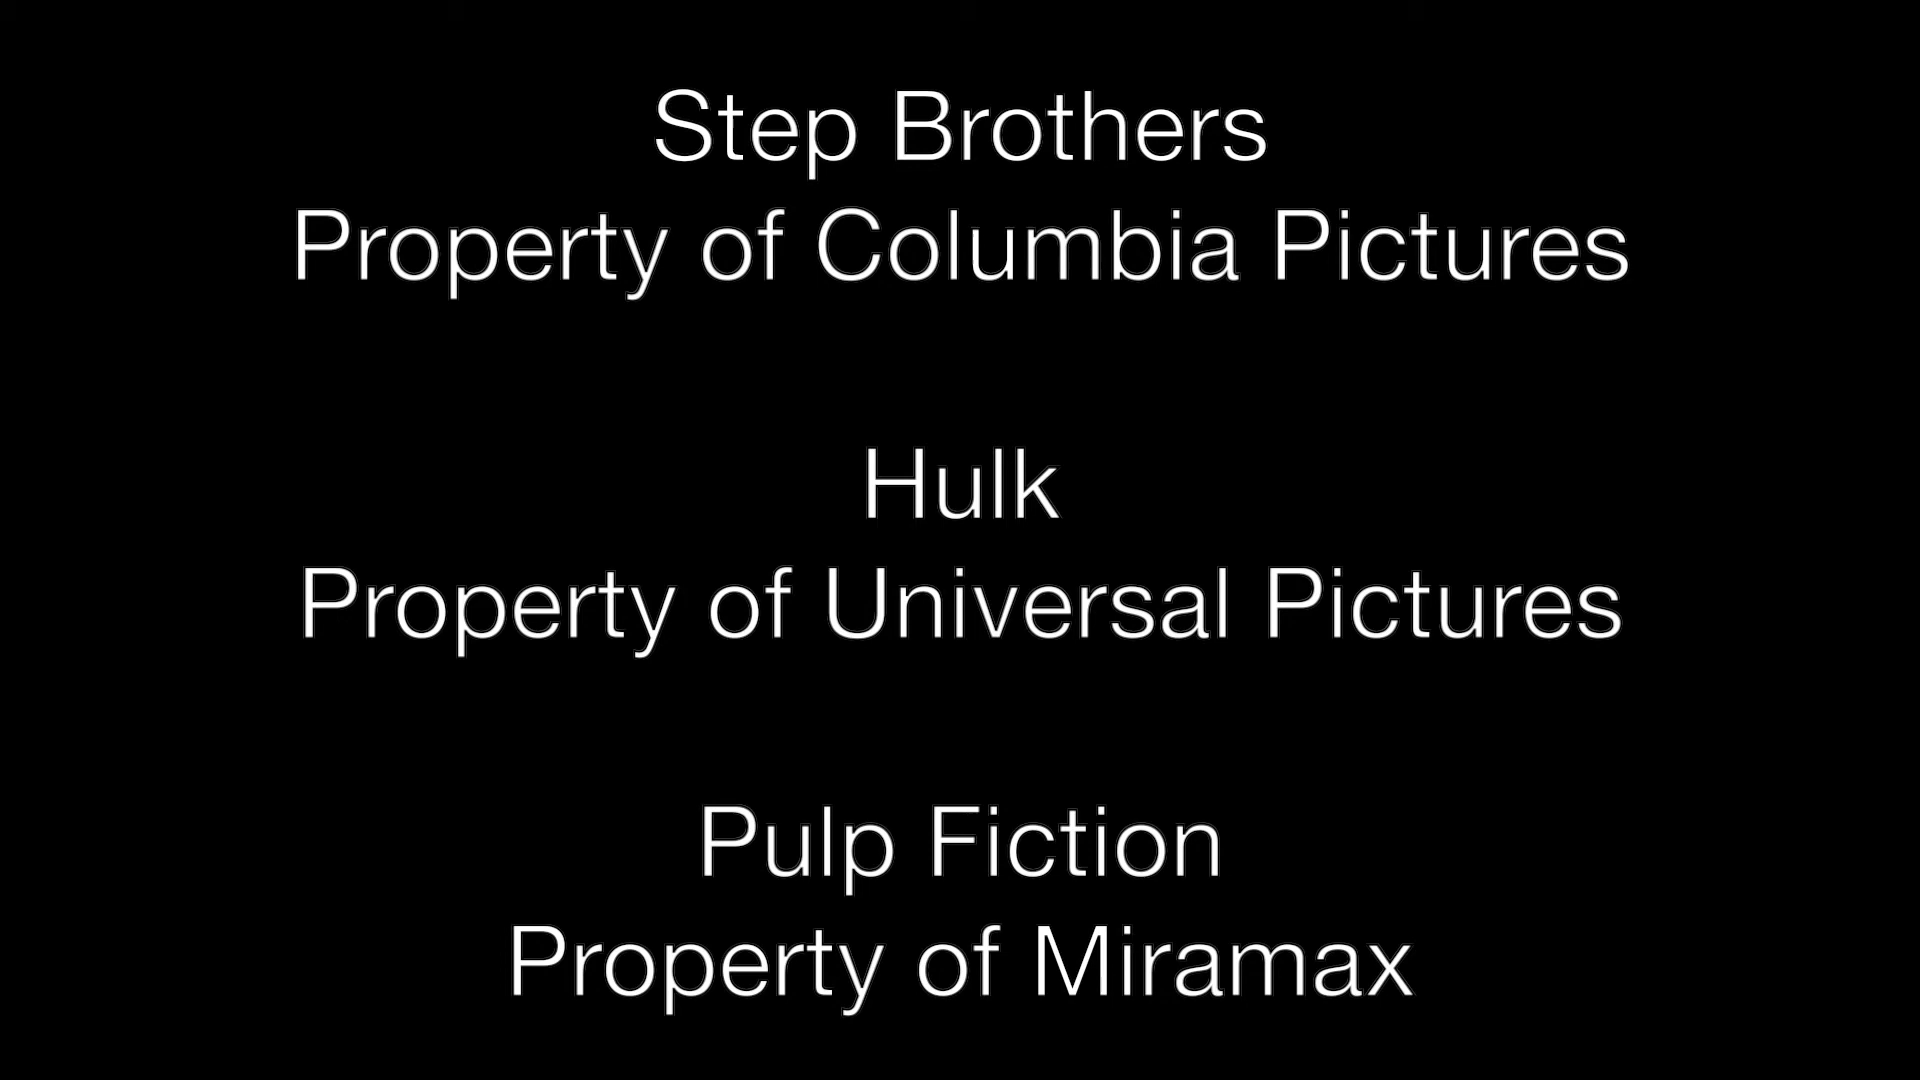 Step Brothers
Property of Columbia Pictures
Hulk
Property of Universal Pictures
Pulp Fiction
Property of Miramax